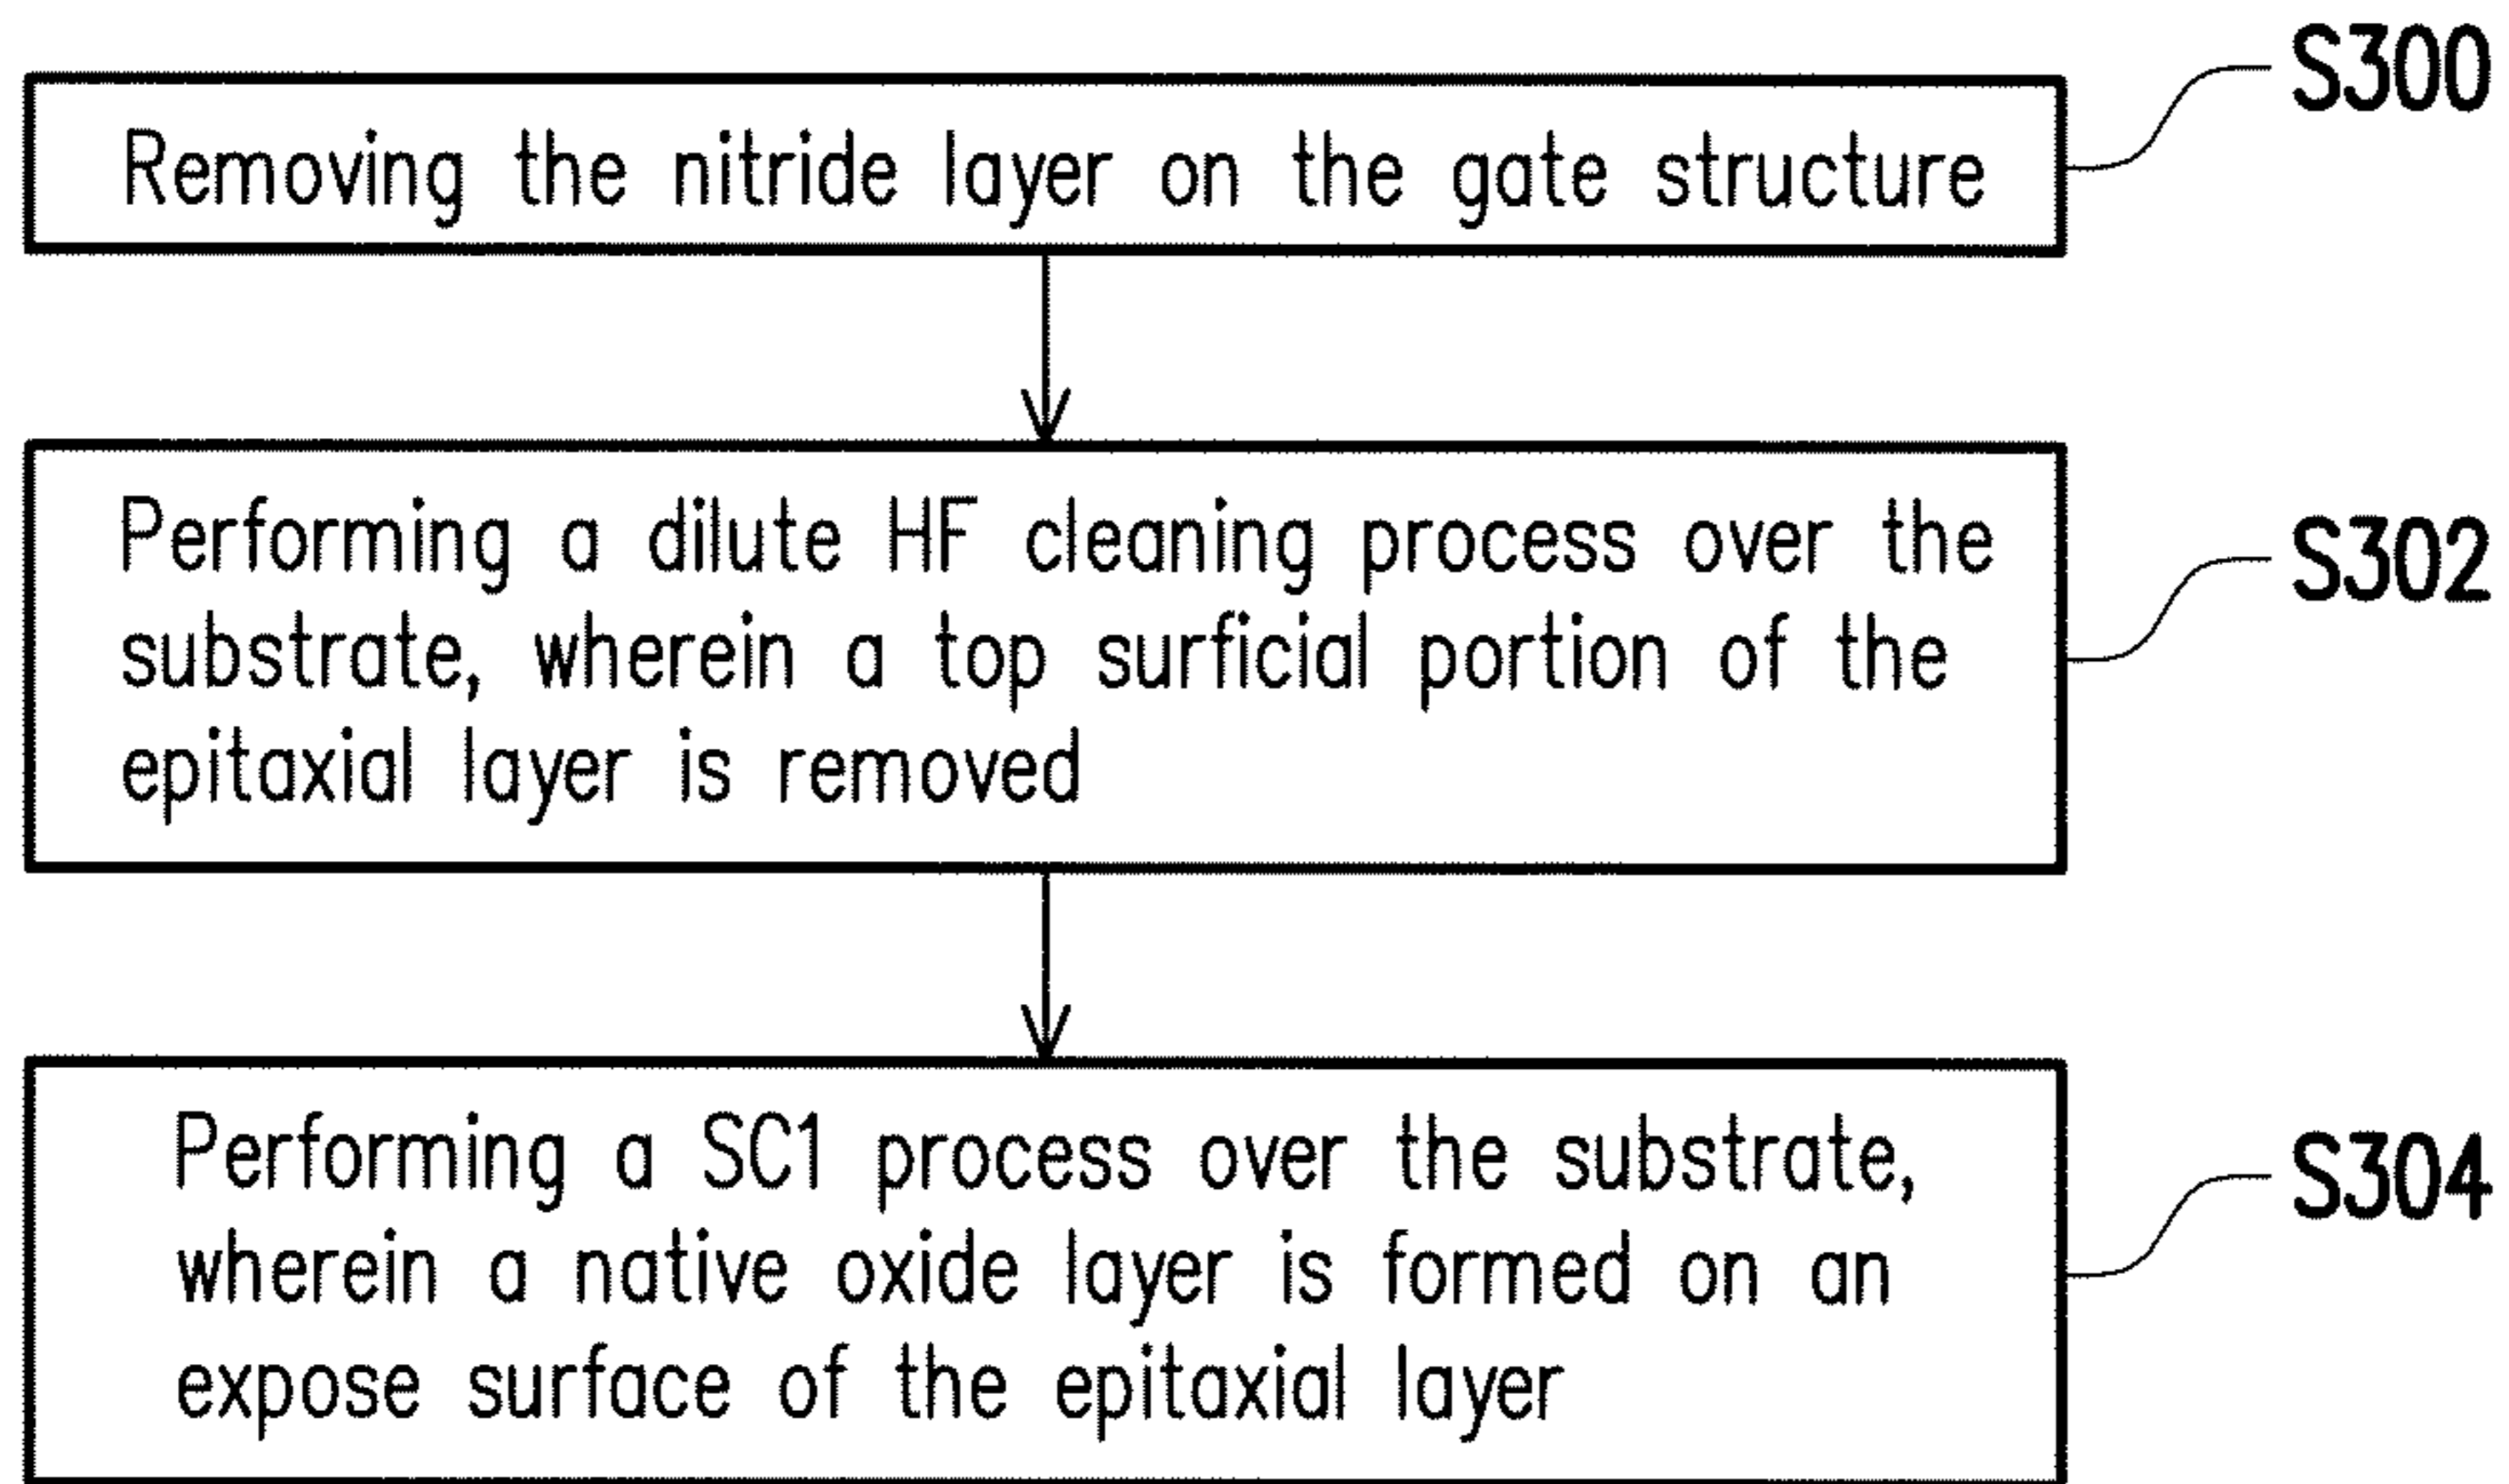 S300
Removing the nitride layer on the gate structure
Performing a dilute HF cleaning process over the
substrate, wherein a top surficial portion of the
epitaxial layer is removed
S302
Performing a SC1 process over the substrate,
wherein a native oxide layer is formed on an
expose surface of the epitaxial layer
S304